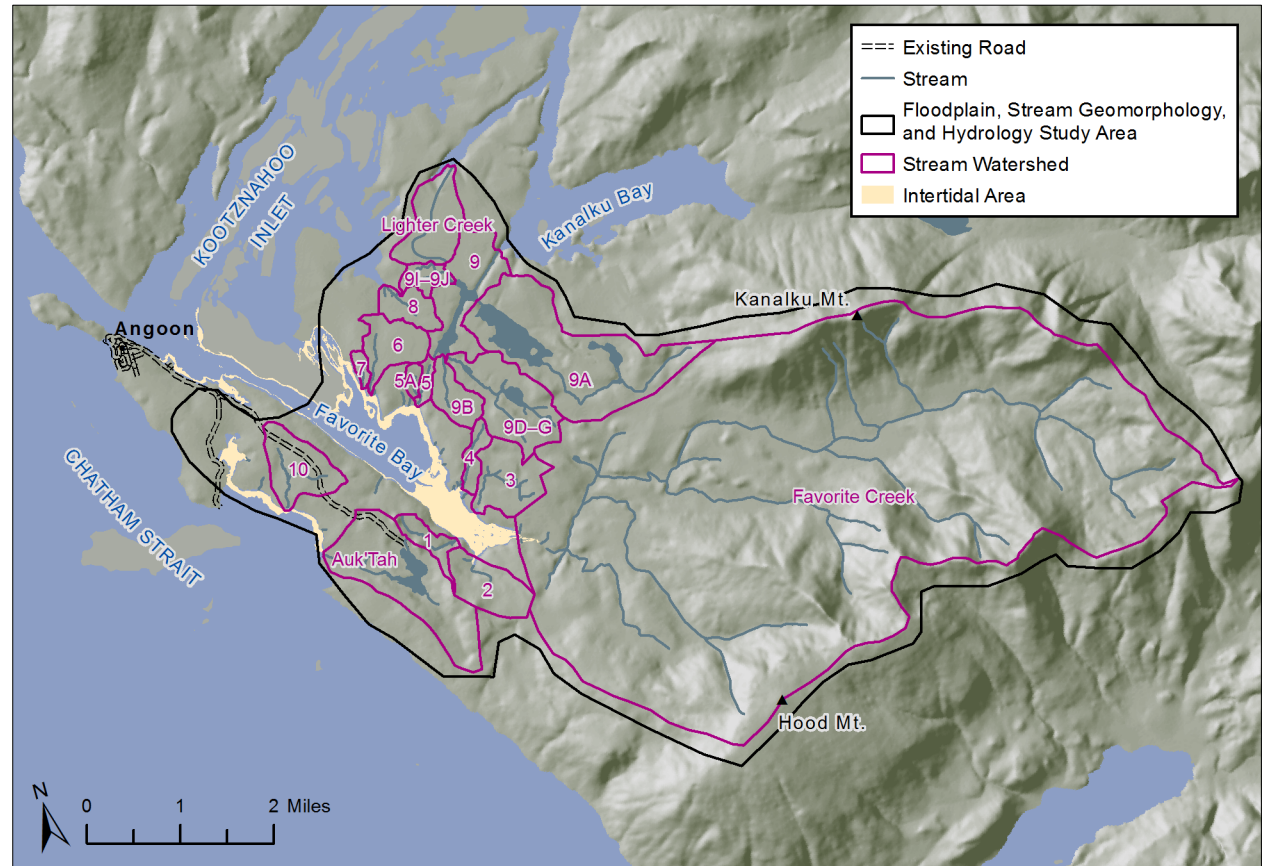 Existing Road
Stream
Floodplain, Stream Geomorphology,
and Hydrology Study Area
Stream Watershed
Intertidal Area
KOOTZNAHOO
INLET
Kanalku Bay
Lighter Creek
9
9I–9J
8
Kanalku Mt.
Angoon
6
7
5A
5
9A
9B
Favorite Bay
9D–G
4
3
10
CHATHAM STRAIT
Favorite Creek
1
Auk'Tah
2
Hood Mt.
N
0 1 2 Miles